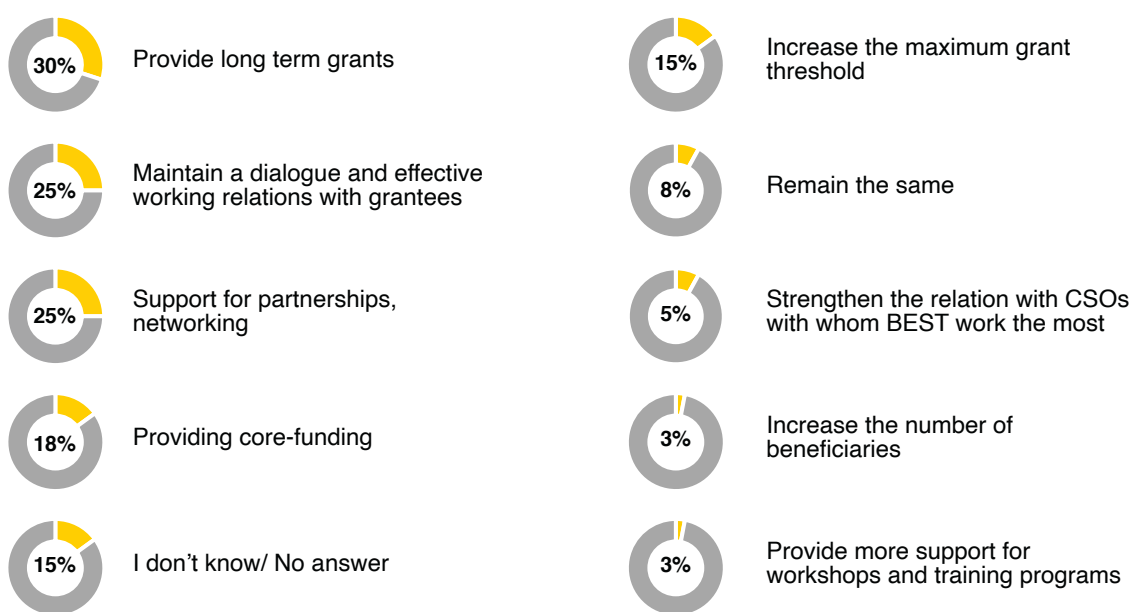 30%
Provide long term grants
25%
Maintain a dialogue and effective
working relations with grantees
25%
Support for partnerships,
networking
18%
Providing core-funding
15%
I don’t know/ No answer
15%
Increase the maximum grant
threshold
8%
Remain the same
5%
Strengthen the relation with CSOs
with whom BEST work the most
3%
Increase the number of
beneficiaries
3%
Provide more support for
workshops and training programs